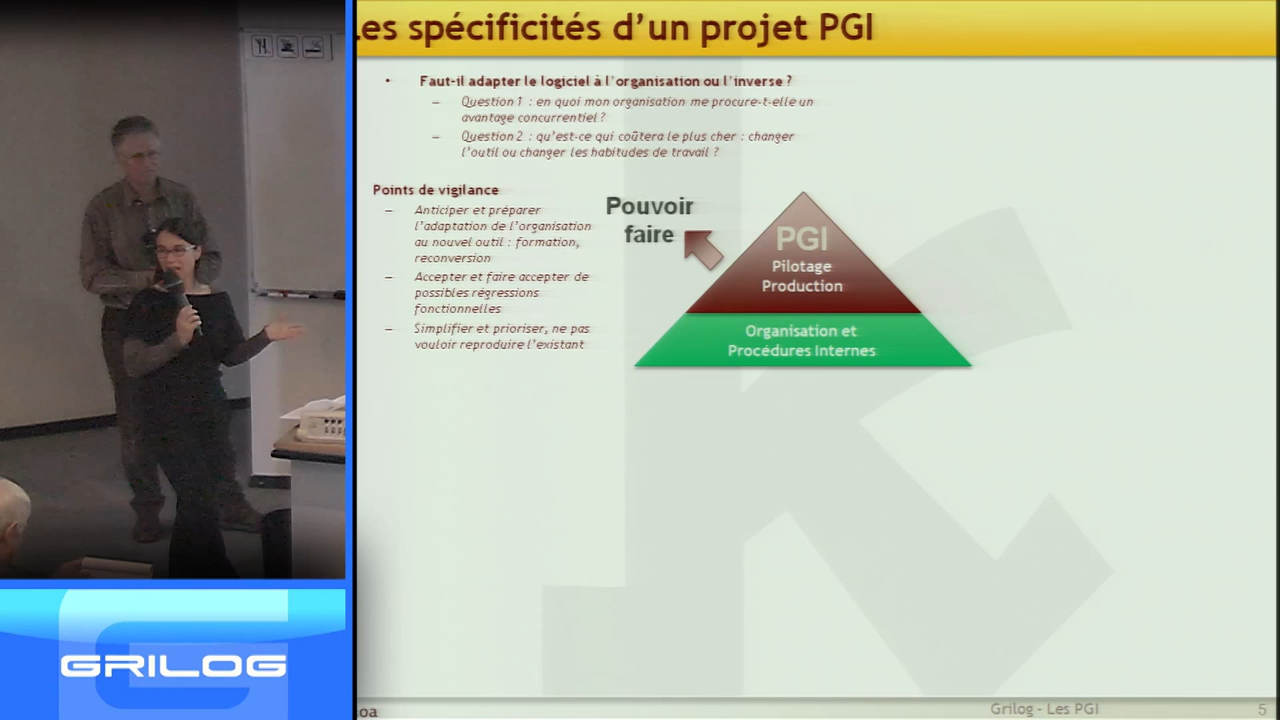 es spécificités d'un projet PGI
• Faut-il adapter le logiciel à l'organisation ou l'inverse ?
– Question 1 : en quoi mon organisation me procure-t-elle un
avantage concurrentiel ?
– Question 2 : qu'est-ce qui coûtera le plus cher : changer
l'outil ou changer les habitudes de travail ?
Points de vigilance
– Anticiper et préparer
l'adaptation de l'organisation
au nouvel outil : formation,
reconversion
– Accepter et faire accepter de
possibles régressions
fonctionnelles
– Simplifier et prioriser, ne pas
vouloir reproduire l'existant
Pouvoir
faire
PGI
Pilotage
Production
Organisation et
Procédures Internes
GRILOG
oa
Grilog - Les PGI
5